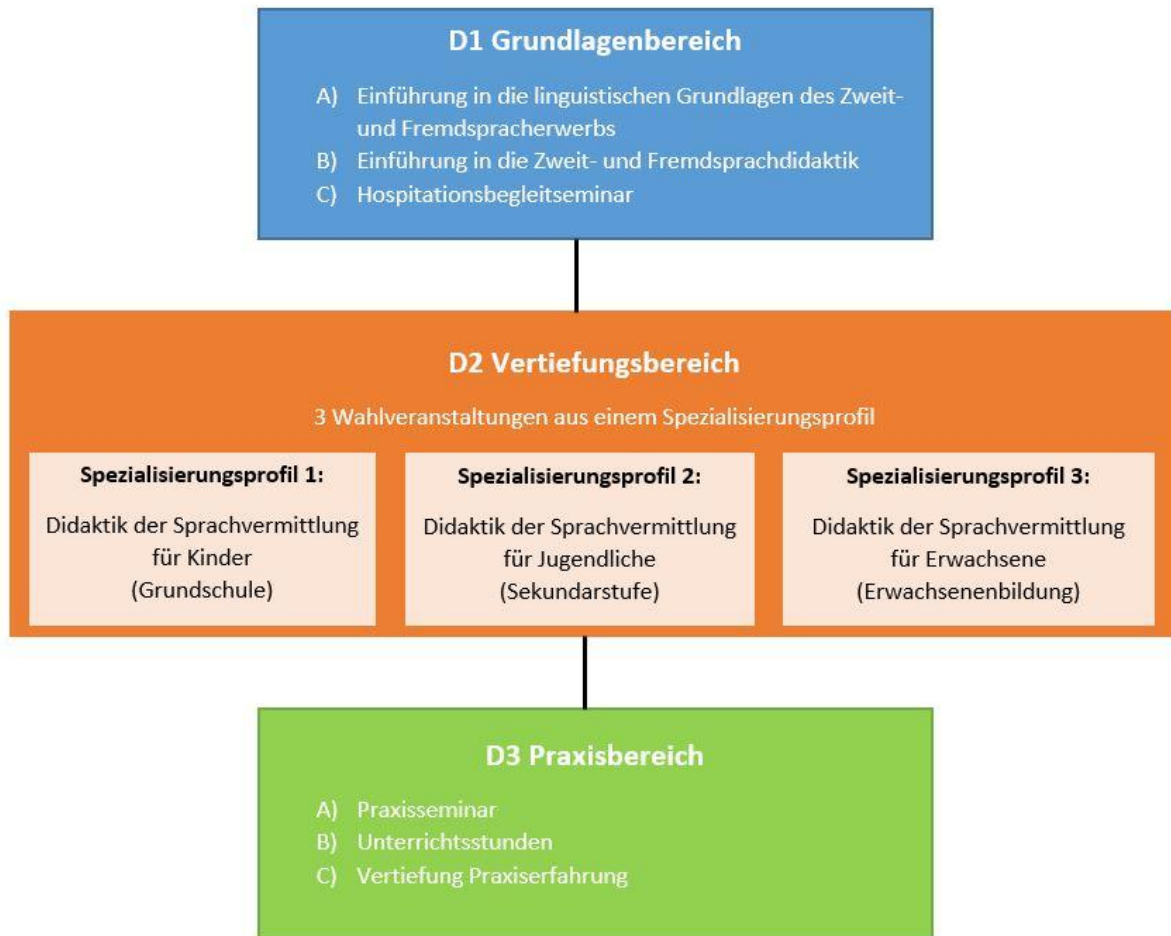 D1 Grundlagenbereich
A) Einführung in die linguistischen Grundlagen des Zweit-
und Fremdspracherwerbs
B) Einführung in die Zweit- und Fremdsprachdidaktik
C) Hospitationsbegleitseminar
D2 Vertiefungsbereich
3 Wahlveranstaltungen aus einem Spezialisierungsprofil
Spezialisierungsprofil 1:
Didaktik der Sprachvermittlung
für Kinder
(Grundschule)
Spezialisierungsprofil 2:
Didaktik der Sprachvermittlung
für Jugendliche
(Sekundarstufe)
Spezialisierungsprofil 3:
Didaktik der Sprachvermittlung
für Erwachsene
(Erwachsenenbildung)
D3 Praxisbereich
A) Praxisseminar
B) Unterrichtsstunden
C) Vertiefung Praxiserfahrung